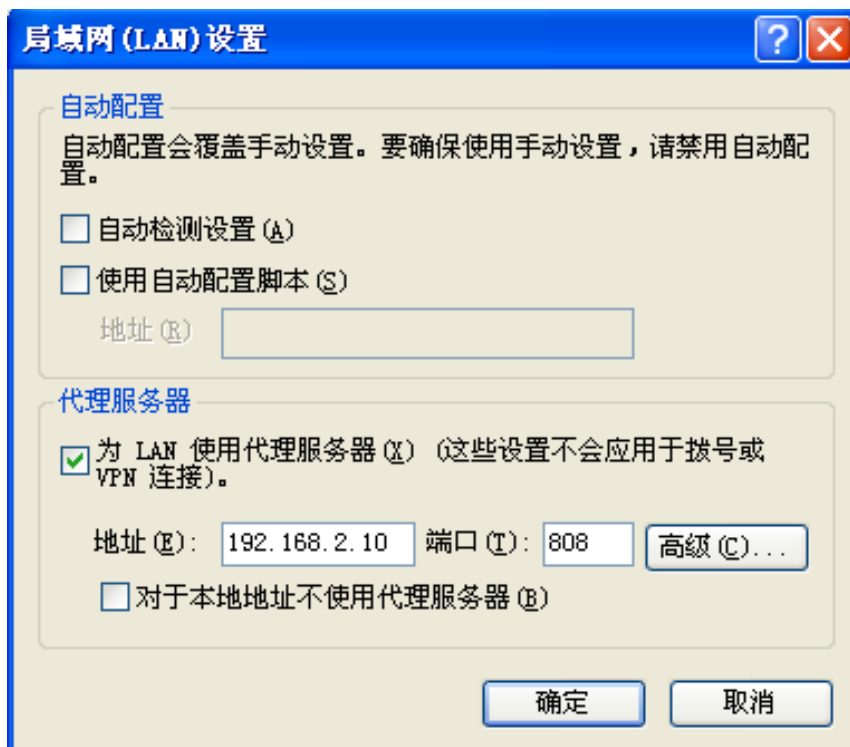 局域网(LAN)设置
自动配置
自动配置会覆盖手动设置。要确保使用手动设置，请禁用自动配
置。
自动检测设置(A)
使用自动配置脚本(S)
地址(R)
代理服务器
为 LAN 使用代理服务器(X) (这些设置不会应用于拨号或
VPN 连接)。
地址(E): 192.168.2.10 端口(T): 808 高级(C)...
对于本地地址不使用代理服务器(B)
确定 取消